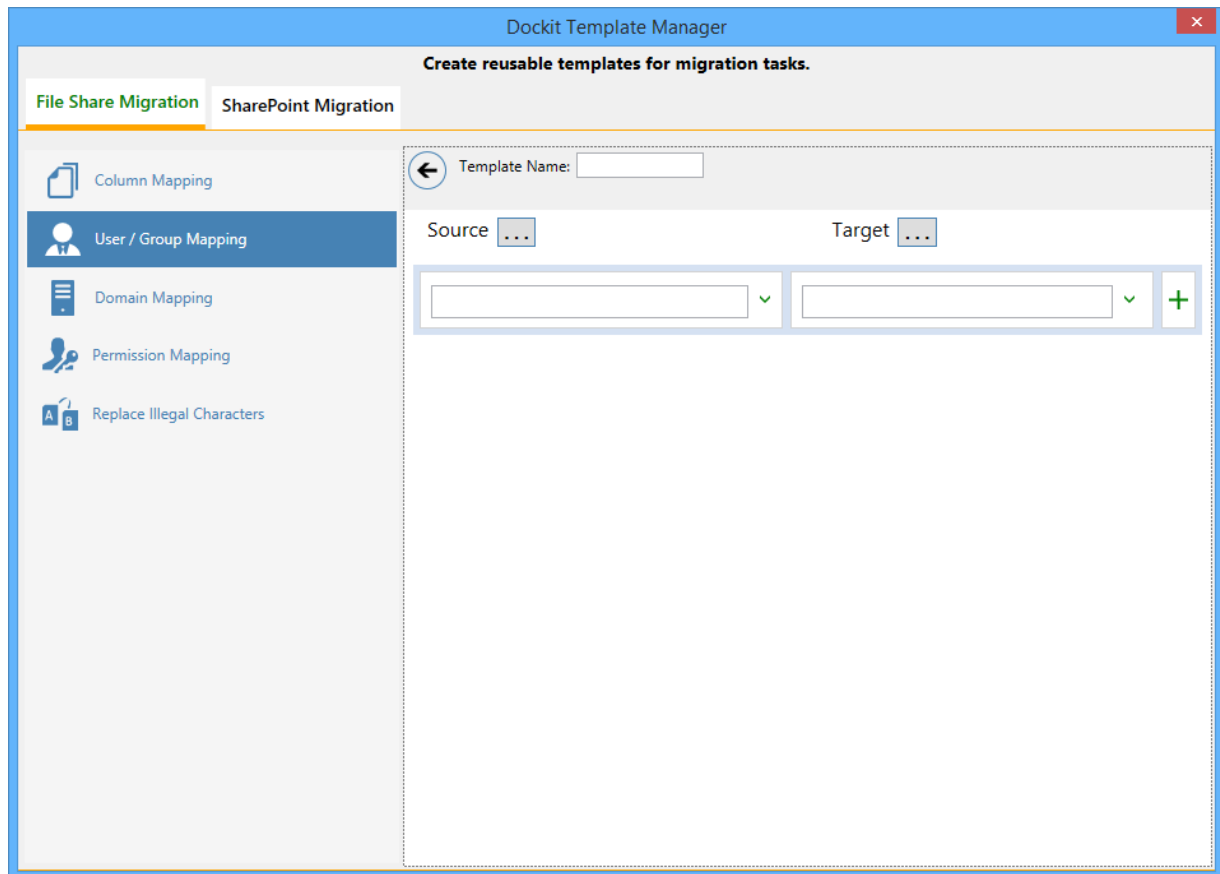 Dockit Template Manager
Create reusable templates for migration tasks.
File Share Migration
SharePoint Migration
Column Mapping
User / Group Mapping
Domain Mapping
Permission Mapping
A B
Replace Illegal Characters
Template Name:
Source ...
Target ...